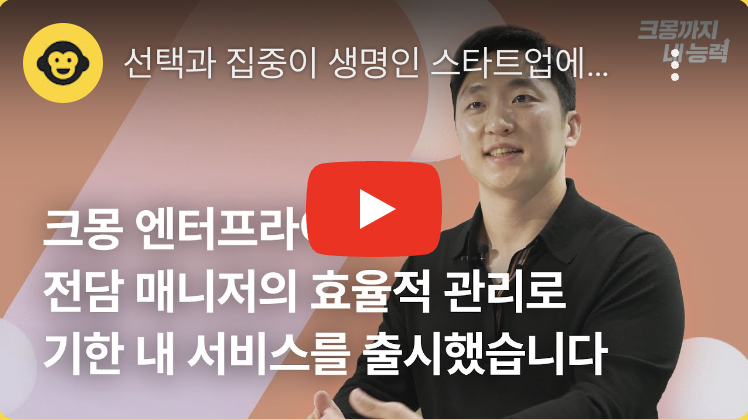 선택과 집중이 생명인 스타트업에...
크몽까지
내 능력
크몽 엔터프라
전담 매니저의 효율적 관리로
기한 내 서비스를 출시했습니다